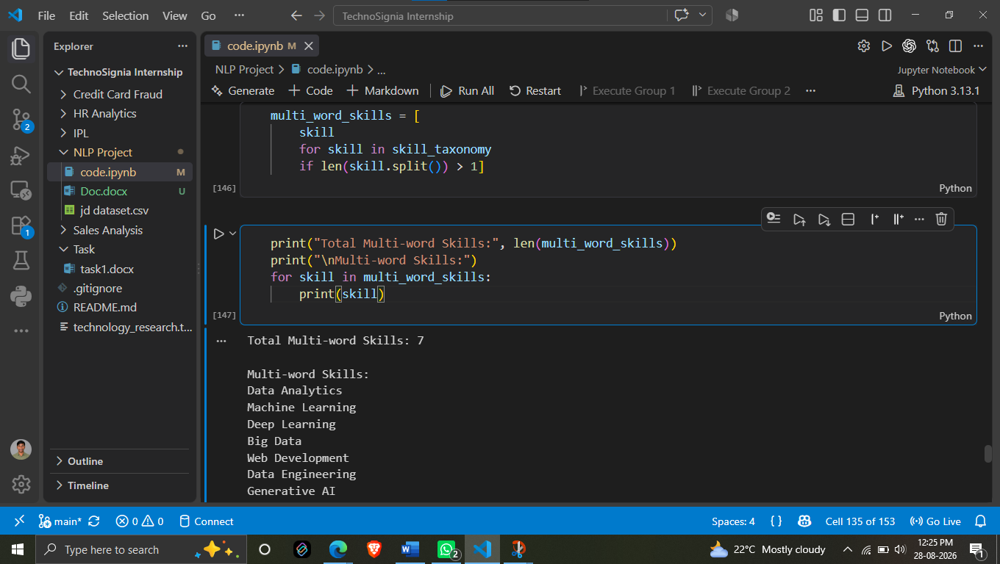 File Edit Selection View Go ··· TechnoSignia Internship
Explorer ···
TechnoSignia Internship
Credit Card Fraud
HR Analytics
IPL
NLP Project
code.ipynb M
Doc.docx U
jd dataset.csv
Sales Analysis
Task
task1.docx
.gitignore
README.md
technology_research.t...
Outline
Timeline
2
1
code.ipynb M
NLP Project > code.ipynb > ...
Jupyter Notebook
Generate + Code + Markdown Run All Restart Execute Group 1 Execute Group 2 ··· Python 3.13.1
multi_word_skills = [
skill
for skill in skill_taxonomy
if len(skill.split()) > 1]
[146] Python
print("Total Multi-word Skills:", len(multi_word_skills))
print("\nMulti-word Skills:")
for skill in multi_word_skills:
print(skill)
[147] Python
Total Multi-word Skills: 7
Multi-word Skills:
Data Analytics
Machine Learning
Deep Learning
Big Data
Web Development
Data Engineering
Generative AI
main* 0 0 Connect Spaces: 4 { } Cell 135 of 153 Go Live
Type here to search 2 22°C Mostly cloudy 12:25 PM 1
28-08-2026